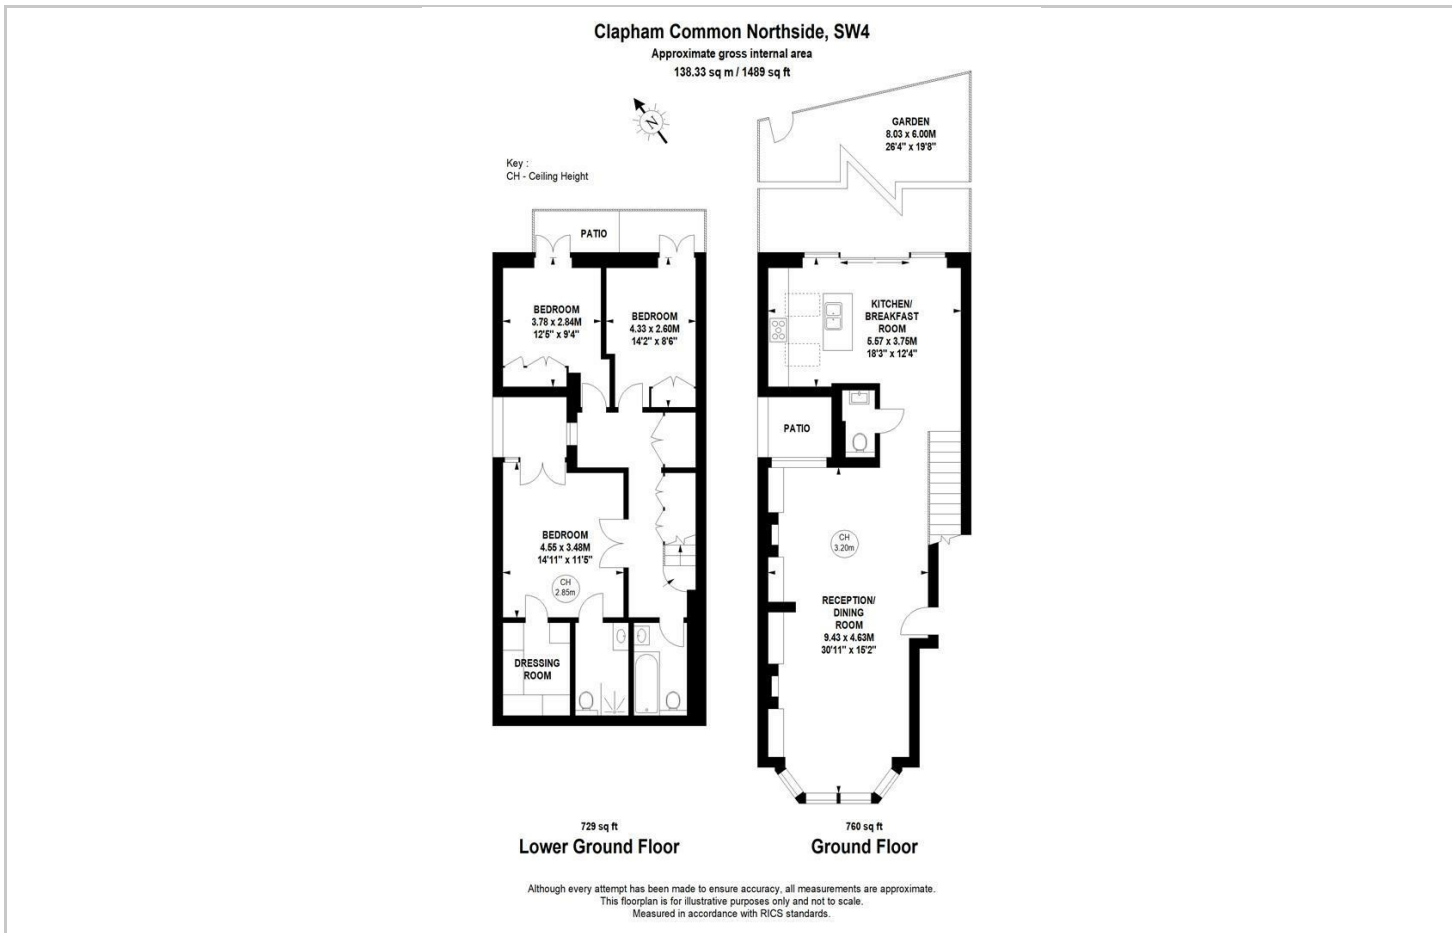 Clapham Common Northside, SW4
Approximate gross internal area
138.33 sq m / 1489 sq ft
N
Key :
CH - Ceiling Height
GARDEN
8.03 x 6.00M
26'4" x 19'8"
PATIO
BEDROOM
3.78 x 2.84M
12'5" x 9'4"
BEDROOM
4.33 x 2.60M
14'2" x 8'6"
BEDROOM
4.55 x 3.48M
14'11" x 11'5"
CH
2.85m
DRESSING
ROOM
KITCHEN/
BREAKFAST
ROOM
5.57 x 3.75M
18'3" x 12'4"
PATIO
CH
3.20m
RECEPTION/
DINING
ROOM
9.43 x 4.63M
30'11" x 15'2"
729 sq ft
Lower Ground Floor
760 sq ft
Ground Floor
Although every attempt has been made to ensure accuracy, all measurements are approximate.
This floorplan is for illustrative purposes only and not to scale.
Measured in accordance with RICS standards.